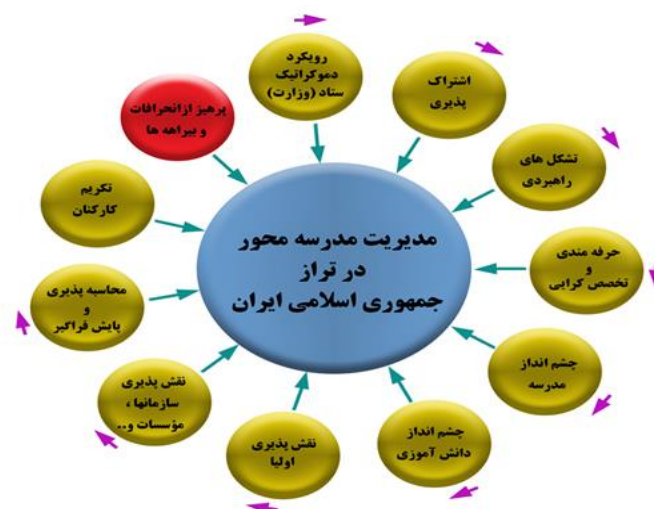 رویکرد
دموکراتیک
ستاد (وزارت)
اشتراک
پذیری
تشکل های
راهبردی
حرفه مندی
و
تخصص گرایی
چشم انداز
مدرسه
چشم انداز
دانش آموزی
نقش پذیری
اولیا
نقش پذیری
سازمانها ،
مؤسسات و..
محاسبه پذیری
و
پایش فراگیر
تکریم
کارکنان
پرهیز ازانحرافات
و بیراهه ها
مدیریت مدرسه محور
در تراز
جمهوری اسلامی ایران